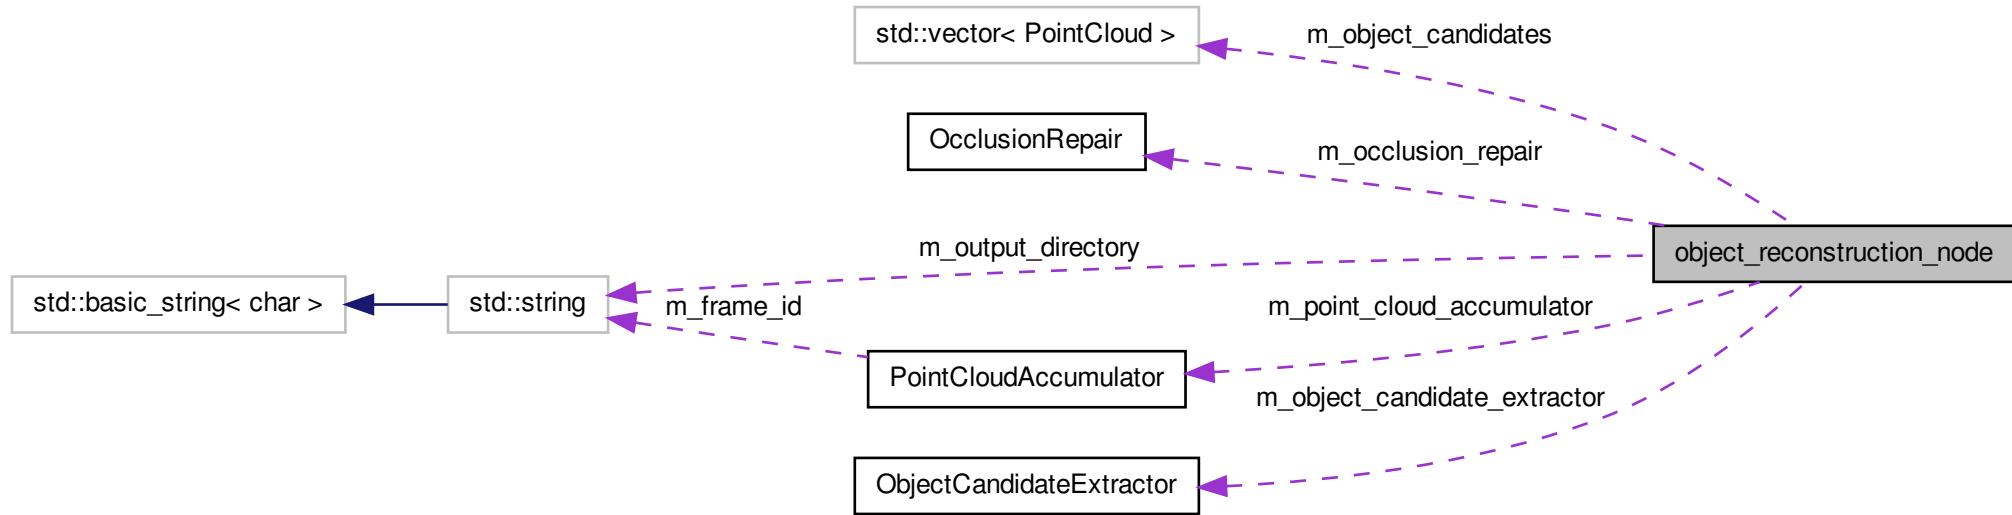 std::vector< PointCloud >
m_object_candidates
OcclusionRepair
m_occlusion_repair
m_output_directory
object_reconstruction_node
std::basic_string< char >
std::string
m_frame_id
m_point_cloud_accumulator
PointCloudAccumulator
m_object_candidate_extractor
ObjectCandidateExtractor